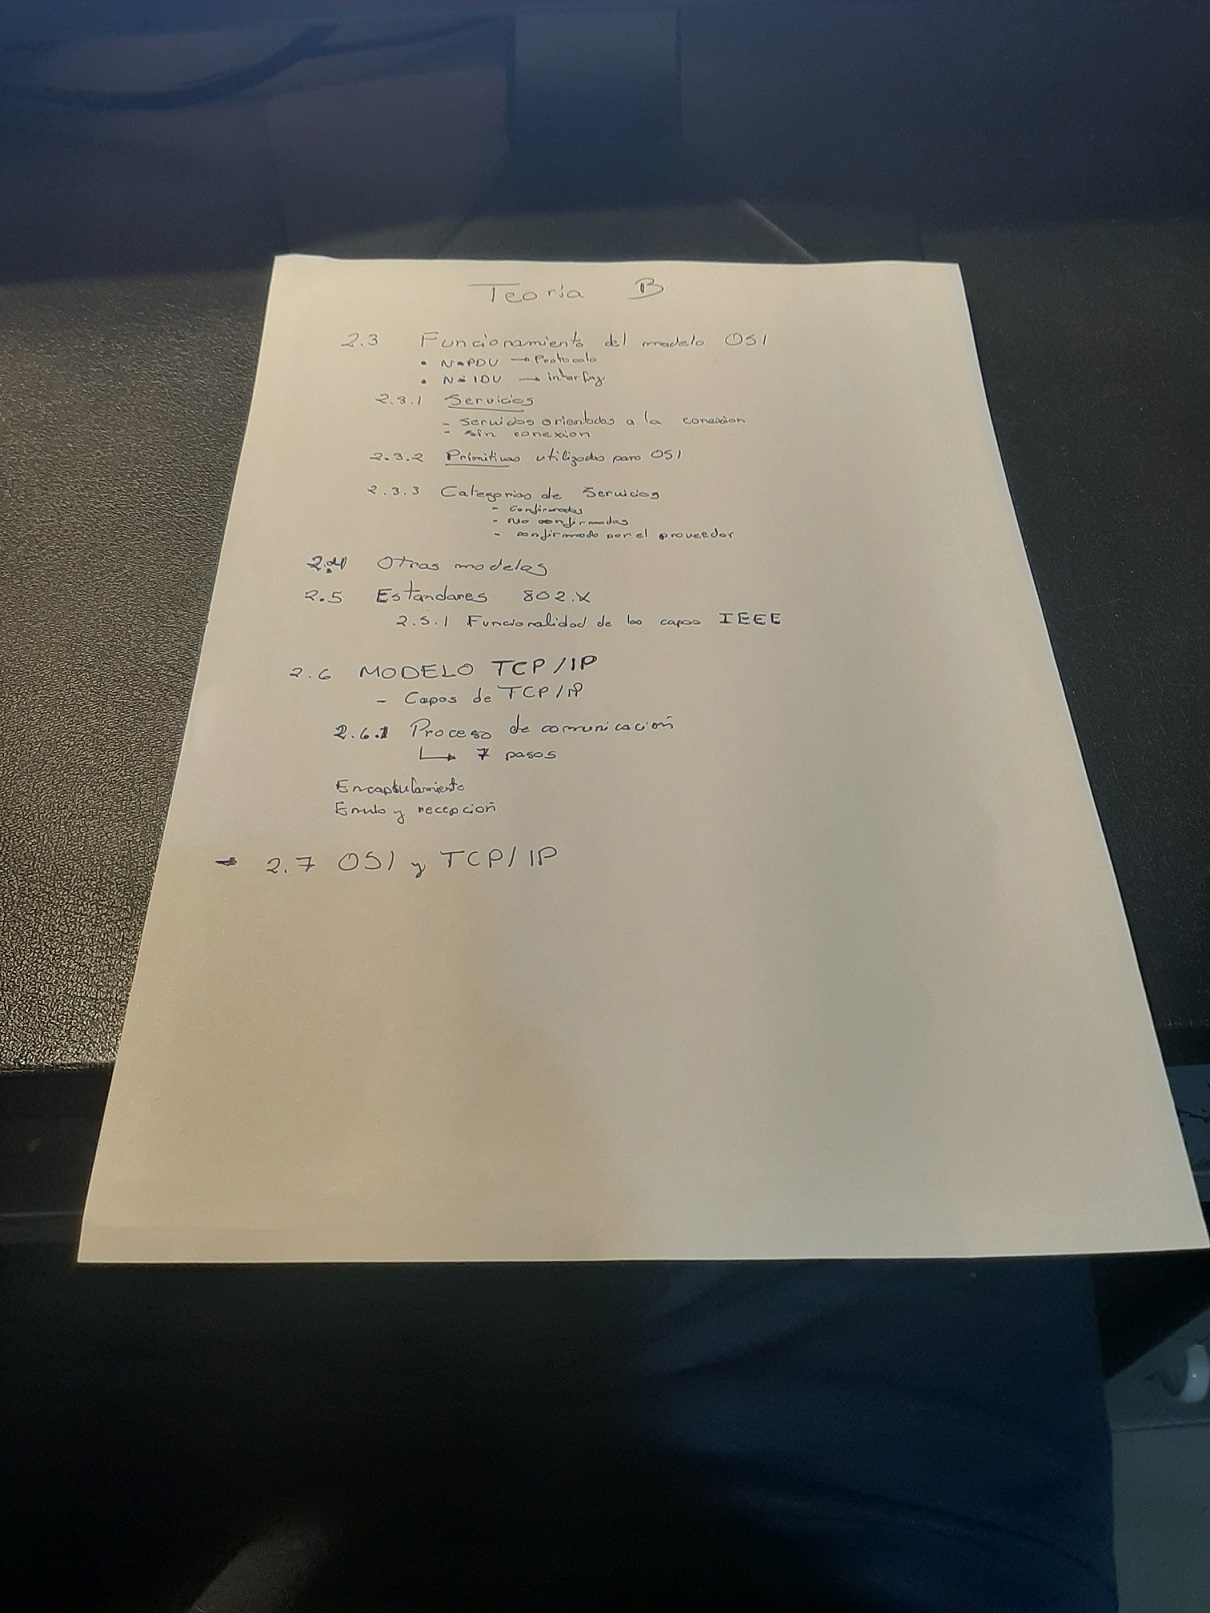 Teoría B
2.3 Funcionamiento del modelo OSI
• N-PDU → Protocolo
• N-IDU → interfaz
2.3.1 Servicios
- Servicios orientados a la conexion
- sin conexion
2.3.2 Primitivas utilizadas para OSI
2.3.3 Categorias de Servicios
- confirmados
- No confirmados
- confirmado por el proveedor
2.4 Otros modelos
2.5 Estandares 802.X
2.5.1 Funcionalidad de las capas IEEE
2.6 MODELO TCP/IP
- Capas de TCP/IP
2.6.1 Proceso de comunicación
↳ 7 pasos
Encapsulamiento
Envio y recepción
→ 2.7 OSI y TCP/IP